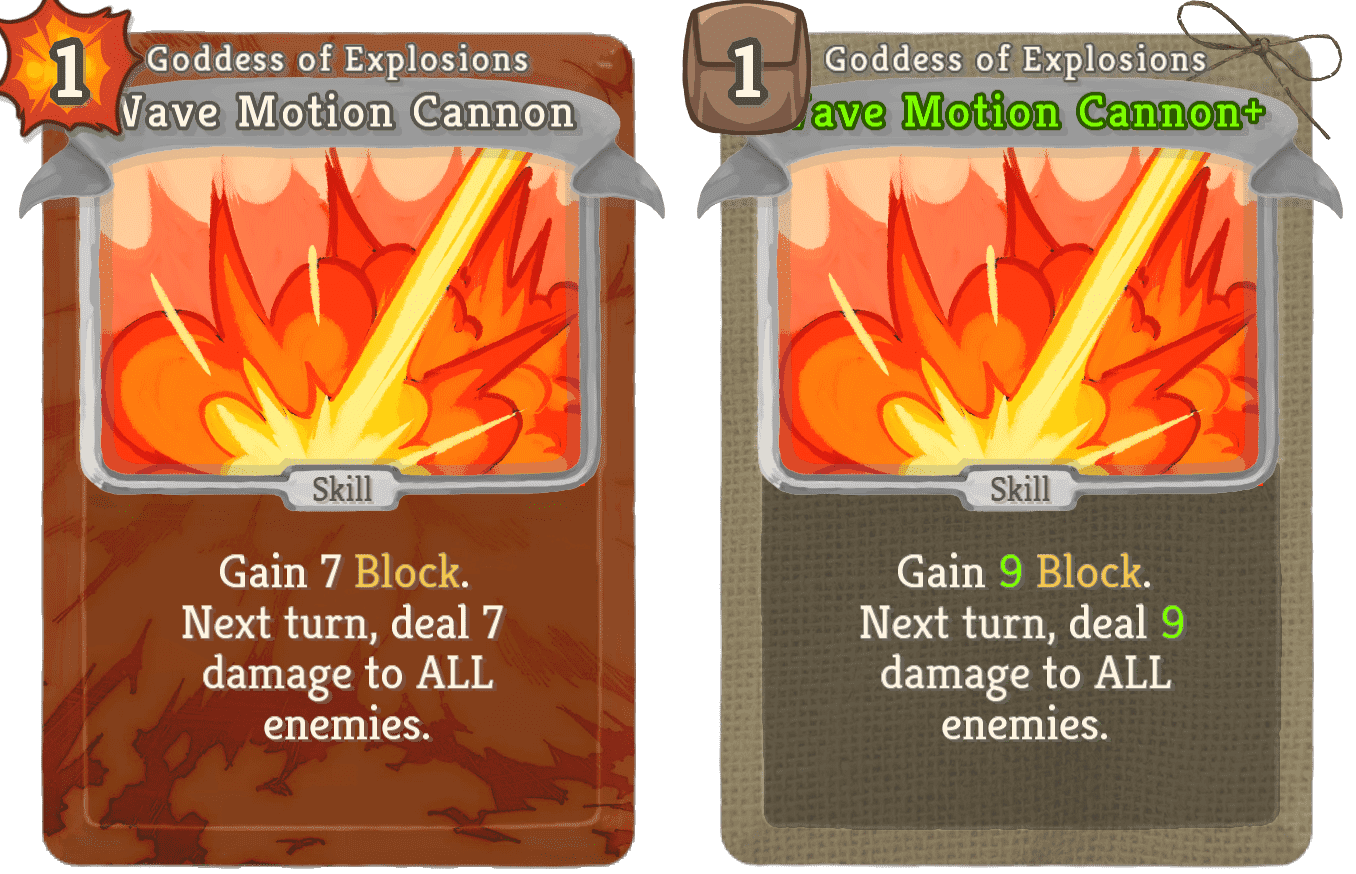 1
Goddess of Explosions
Wave Motion Cannon
Skill
Gain 7 Block.
Next turn, deal 7
damage to ALL
enemies.
1
Goddess of Explosions
Wave Motion Cannon+
Skill
Gain 9 Block.
Next turn, deal 9
damage to ALL
enemies.